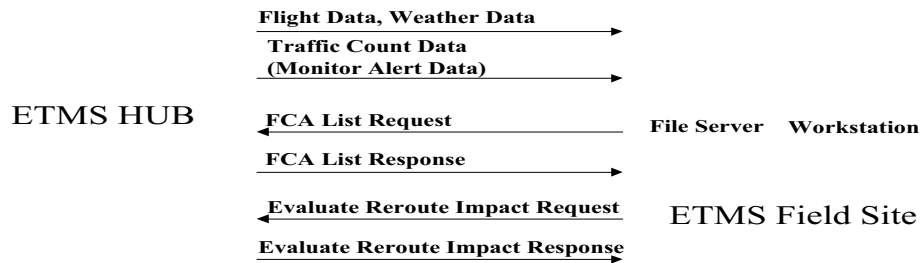 Flight Data, Weather Data
Traffic Count Data
(Monitor Alert Data)
ETMS HUB
FCA List Request
File Server Workstation
FCA List Response
Evaluate Reroute Impact Request
ETMS Field Site
Evaluate Reroute Impact Response